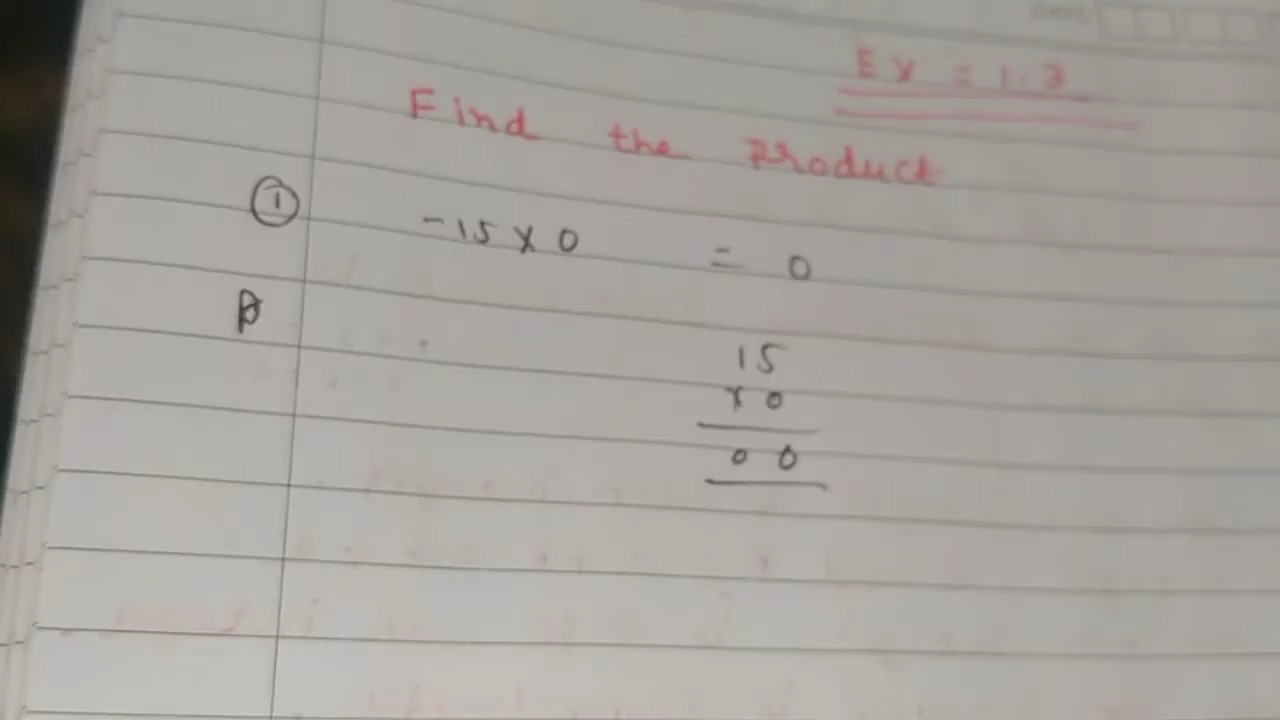 Ex = 1.3
Find the product
① -15 x 0 = 0
15
x 0
0 0